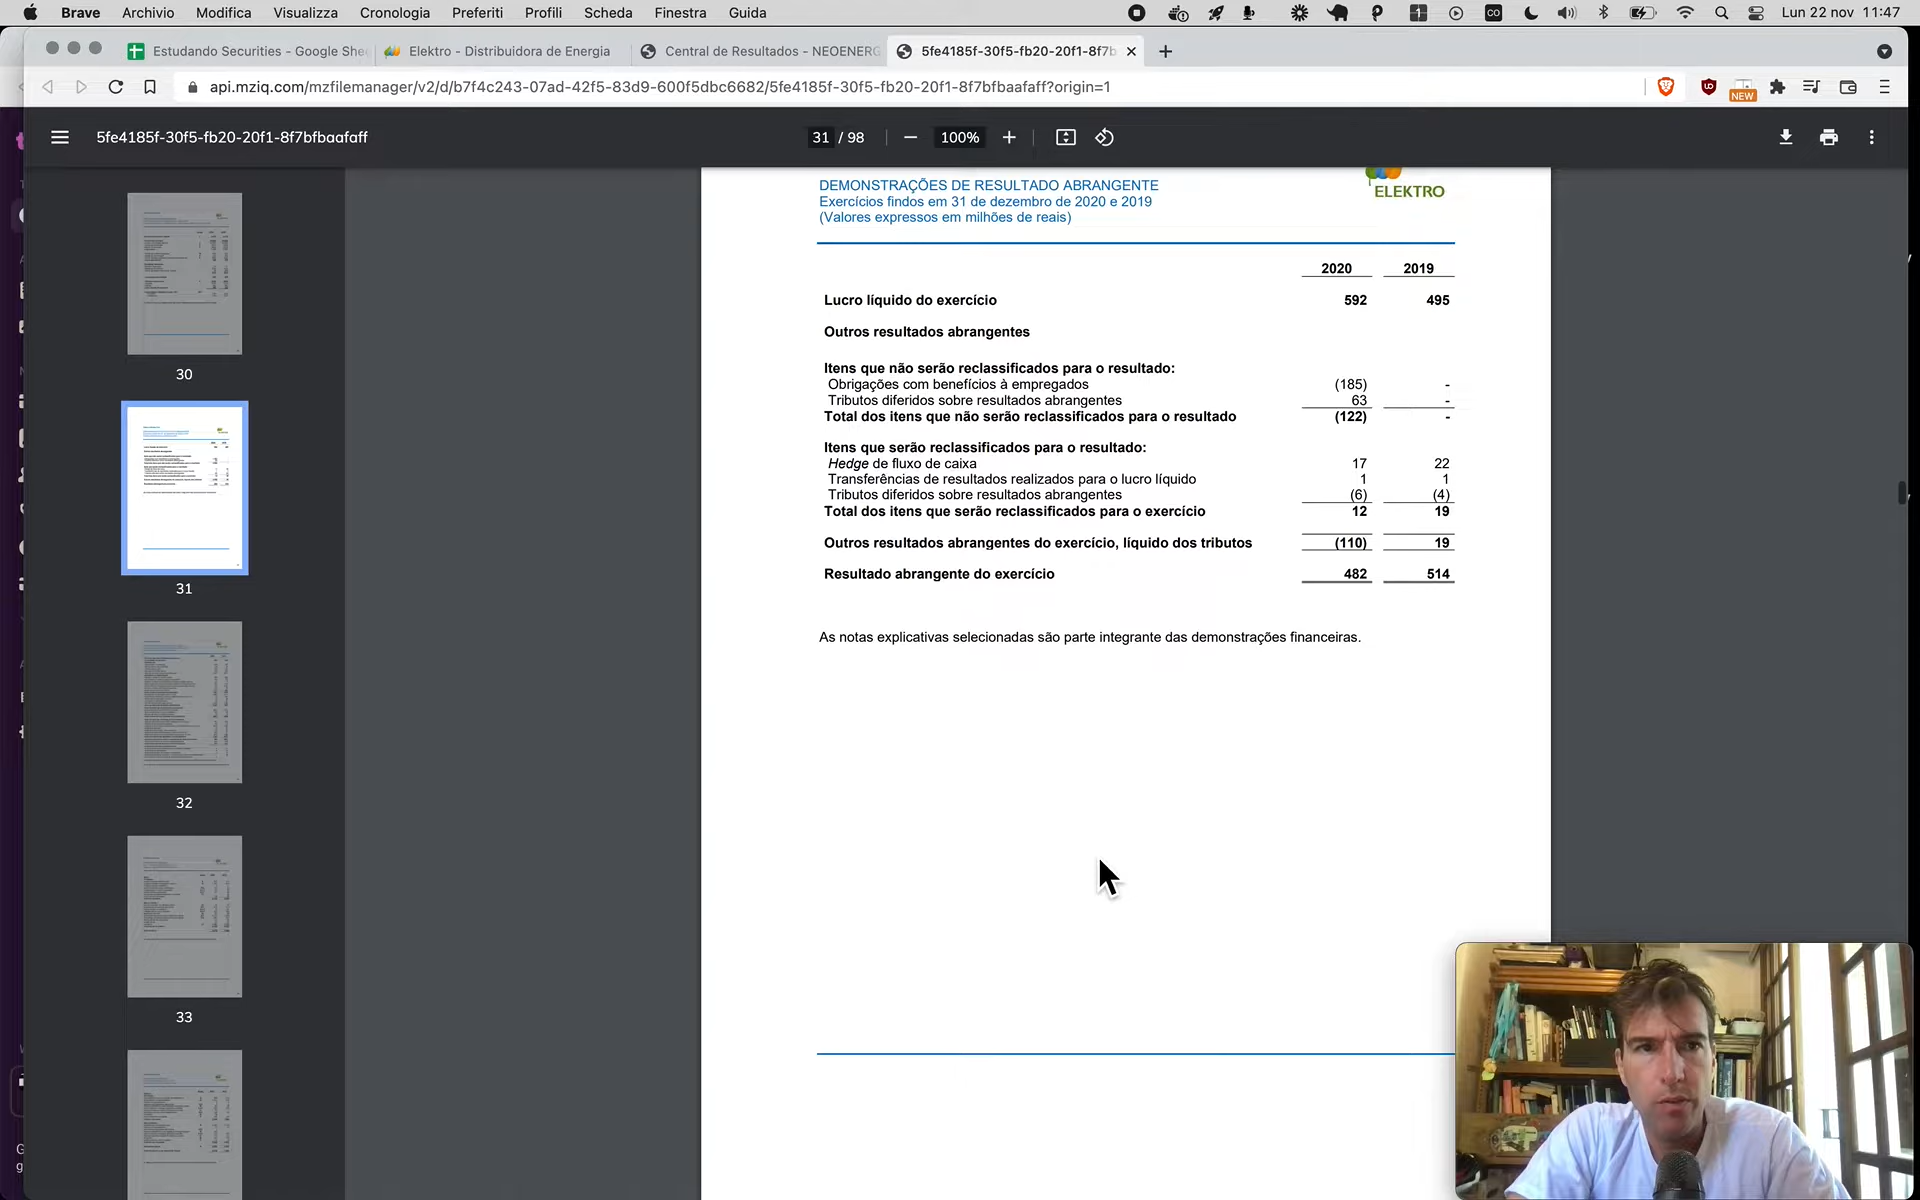 Brave Archivio Modifica Visualizza Cronologia Preferiti Profili Scheda Finestra Guida Lun 22 nov 11:47
Estudando Securities - Google She
Elektro - Distribuidora de Energia
Central de Resultados - NEOENERG
5fe4185f-30f5-fb20-20f1-8f7b
api.mziq.com/mzfilemanager/v2/d/b7f4c243-07ad-42f5-83d9-600f5dbc6682/5fe4185f-30f5-fb20-20f1-8f7bfbaafaff?origin=1
NEW
5fe4185f-30f5-fb20-20f1-8f7bfbaafaff
31 / 98
100%
30
31
32
33
DEMONSTRAÇÕES DE RESULTADO ABRANGENTE
Exercícios findos em 31 de dezembro de 2020 e 2019
(Valores expressos em milhões de reais)
ELEKTRO
2020 2019
Lucro líquido do exercício 592 495
Outros resultados abrangentes
Itens que não serão reclassificados para o resultado:
Obrigações com benefícios à empregados (185) -
Tributos diferidos sobre resultados abrangentes 63 -
Total dos itens que não serão reclassificados para o resultado (122) -
Itens que serão reclassificados para o resultado:
Hedge de fluxo de caixa 17 22
Transferências de resultados realizados para o lucro líquido 1 1
Tributos diferidos sobre resultados abrangentes (6) (4)
Total dos itens que serão reclassificados para o exercício 12 19
Outros resultados abrangentes do exercício, líquido dos tributos (110) 19
Resultado abrangente do exercício 482 514
As notas explicativas selecionadas são parte integrante das demonstrações financeiras.